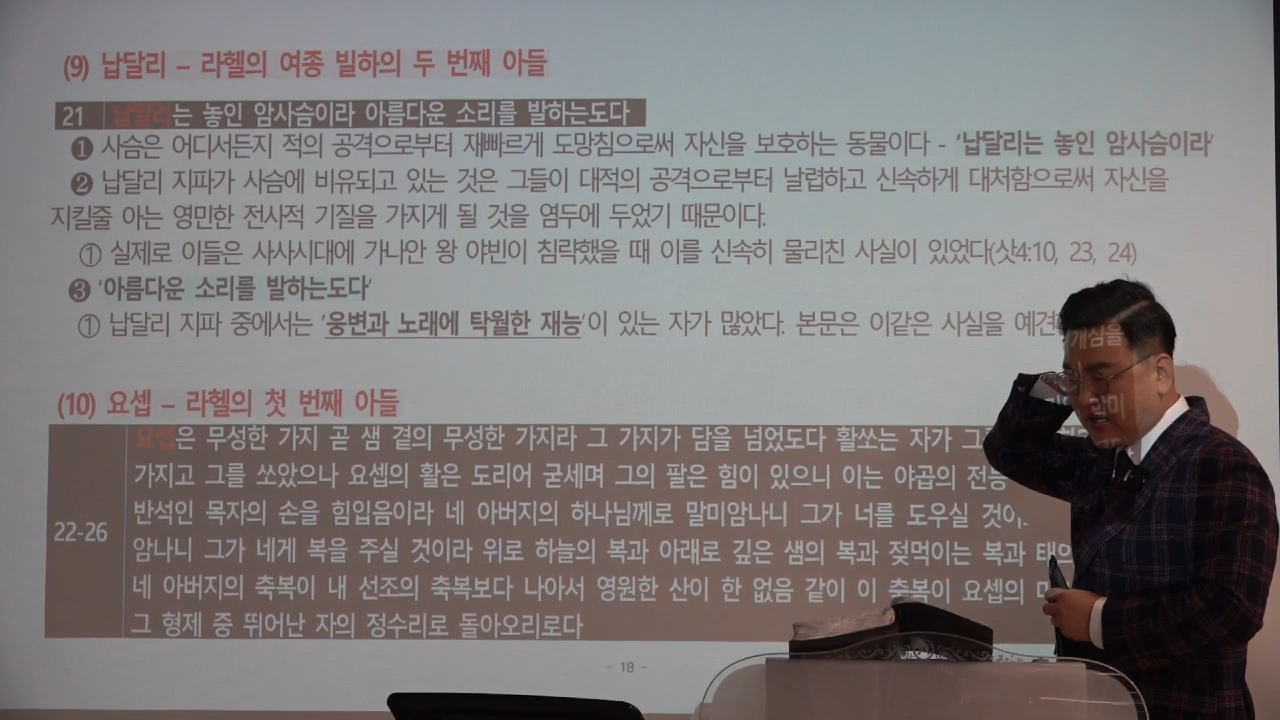 (9) 납달리 – 라헬의 여종 빌하의 두 번째 아들
21 납달리는 놓인 암사슴이라 아름다운 소리를 발하는도다
❶ 사슴은 어디서든지 적의 공격으로부터 재빠르게 도망침으로써 자신을 보호하는 동물이다 - '납달리는 놓인 암사슴이라'
❷ 납달리 지파가 사슴에 비유되고 있는 것은 그들이 대적의 공격으로부터 날렵하고 신속하게 대처함으로써 자신을
지킬줄 아는 영민한 전사적 기질을 가지게 될 것을 염두에 두었기 때문이다.
① 실제로 이들은 사사시대에 가나안 왕 야빈이 침략했을 때 이를 신속히 물리친 사실이 있었다(삿4:10, 23, 24)
❸ '아름다운 소리를 발하는도다'
① 납달리 지파 중에서는 '웅변과 노래에 탁월한 재능'이 있는 자가 많았다. 본문은 이같은 사실을
(10) 요셉 – 라헬의 첫 번째 아들
요셉은 무성한 가지 곧 샘 곁의 무성한 가지라 그 가지가 담을 넘었도다 활쏘는 자가
가지고 그를 쏘았으나 요셉의 활은 도리어 굳세며 그의 팔은 힘이 있으니 이는 야곱의
반석인 목자의 손을 힘입음이라 네 아버지의 하나님께로 말미암나니 그가 너를 도우실
22-26 암나니 그가 네게 복을 주실 것이라 위로 하늘의 복과 아래로 깊은 샘의 복과 젖먹이는 복과
네 아버지의 축복이 내 선조의 축복보다 나아서 영원한 산이 한 없음 같이 이 축복이 요셉의
그 형제 중 뛰어난 자의 정수리로 돌아오리로다
- 18 -